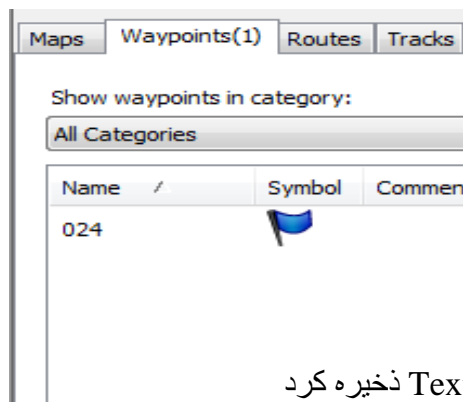 Maps Waypoints(1) Routes Tracks
Show waypoints in category:
All Categories
Name Symbol Commen
024
Tex ذخیره کرد